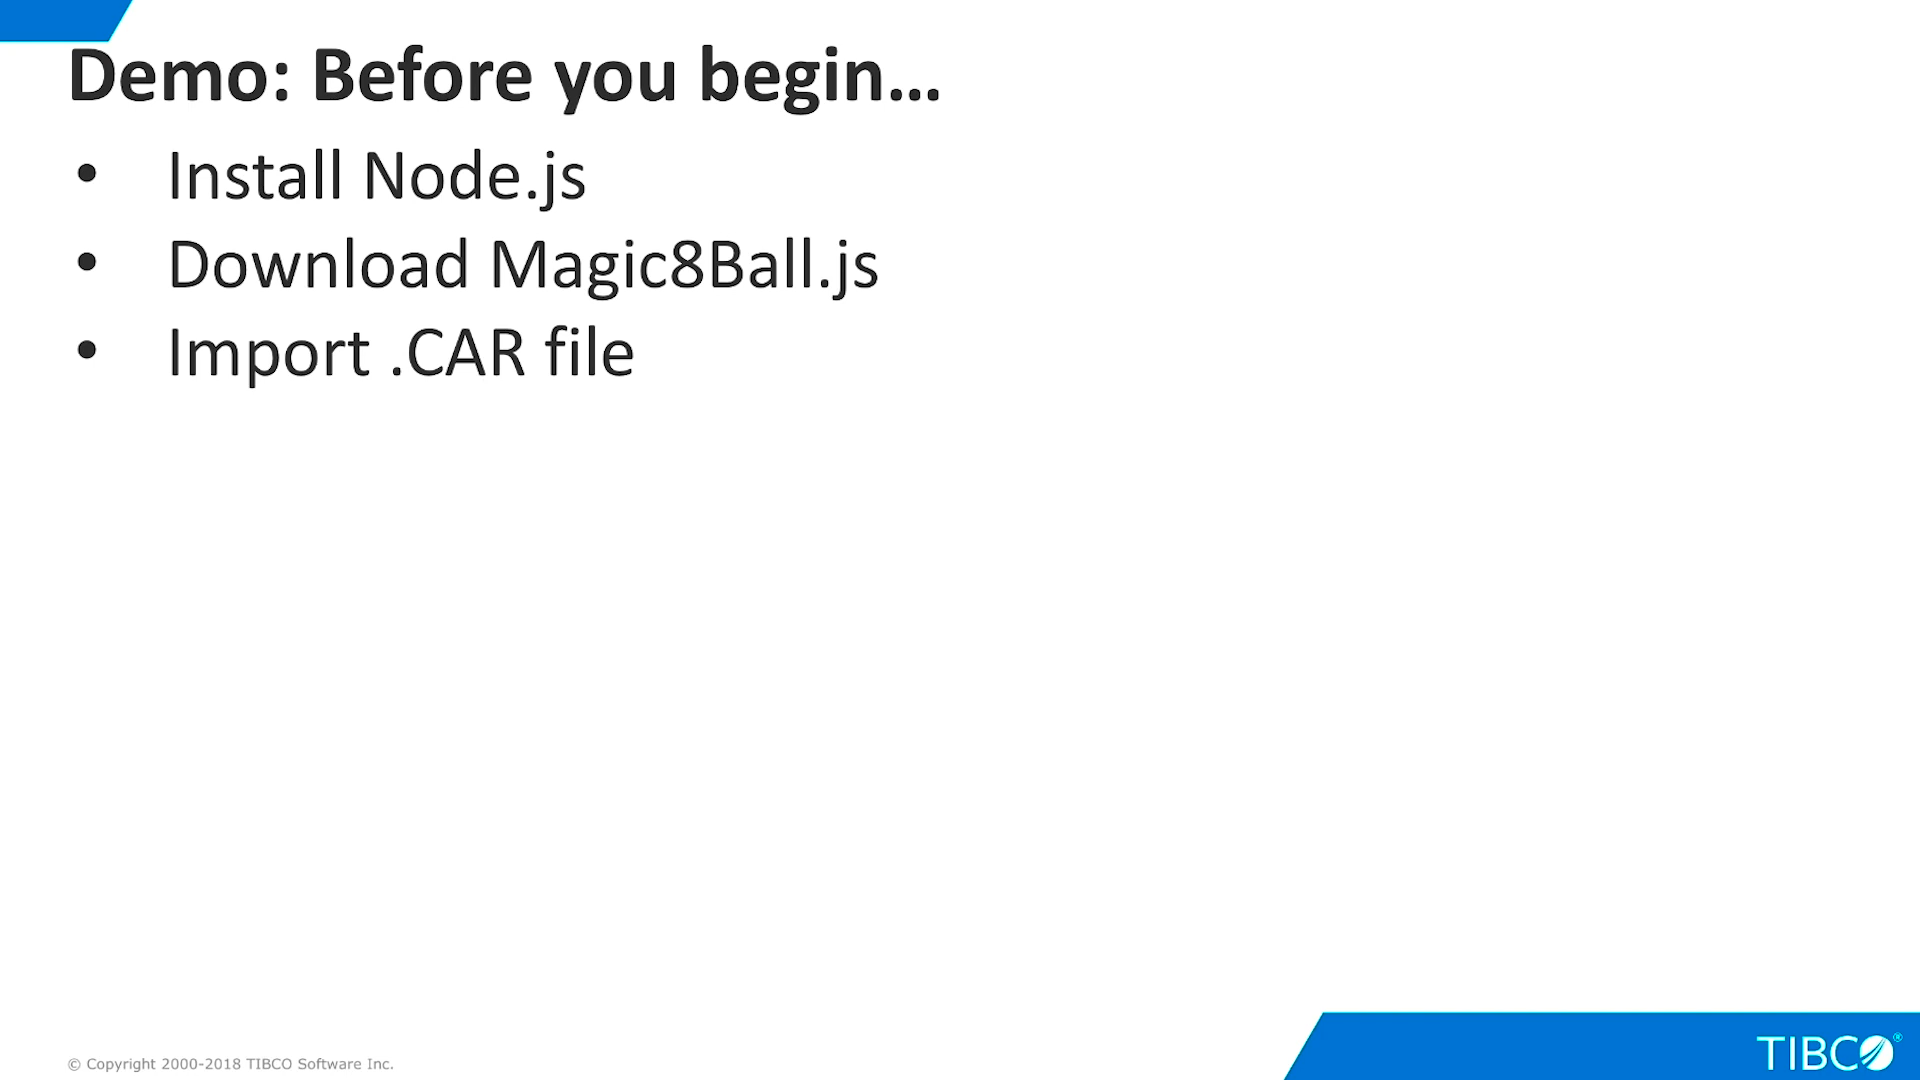 Demo: Before you begin…
• Install Node.js
• Download Magic8Ball.js
• Import .CAR file
© Copyright 2000-2018 TIBCO Software Inc.
TIBCO®